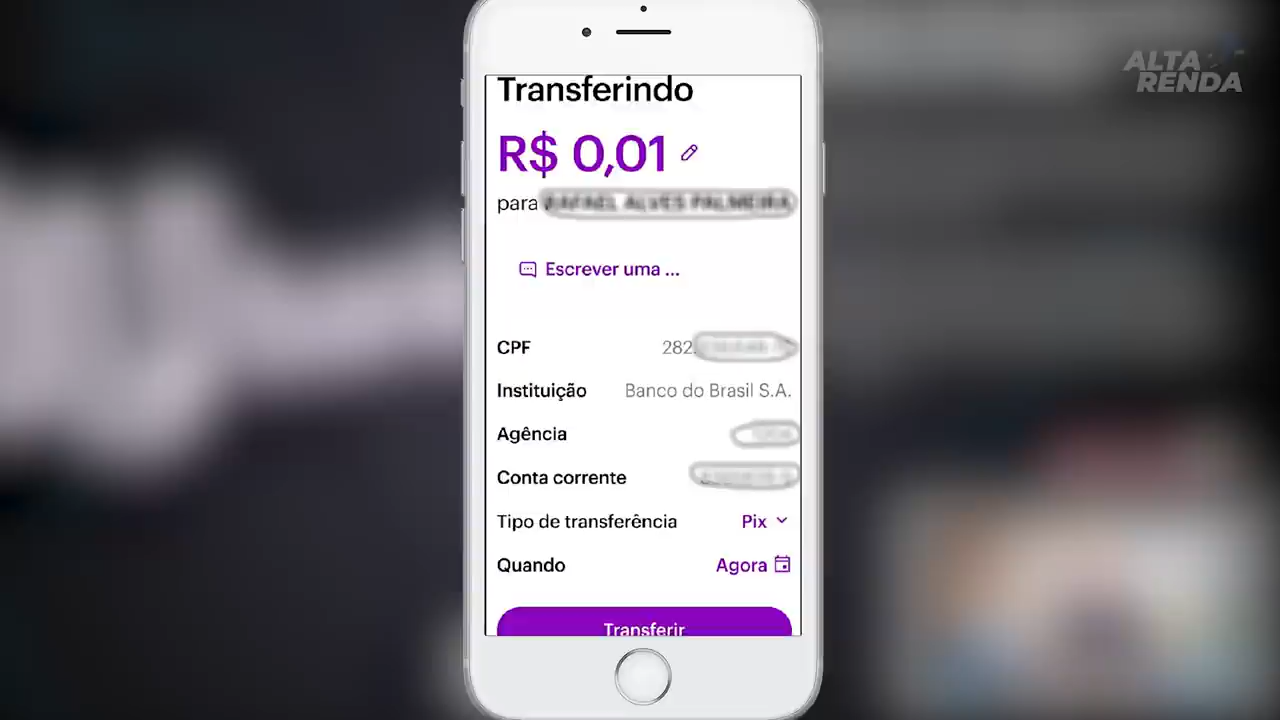 ALTA
RENDA
Transferindo
R$ 0,01
para
Escrever uma ...
CPF 282.
Instituição Banco do Brasil S.A.
Agência
Conta corrente
Tipo de transferência Pix
Quando Agora
Transferir